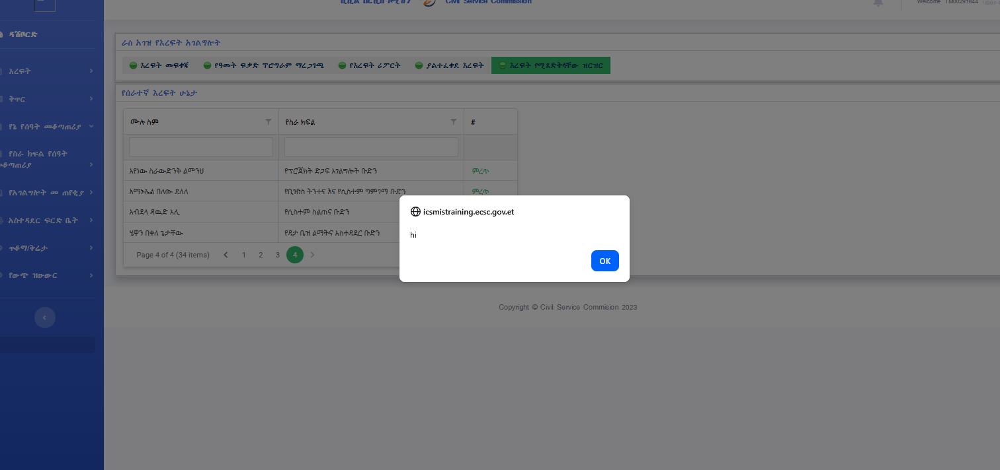 Civil Service Commission
Welcome TM00291644
ዳሽቦርድ
እረፍት
ቅጥር
የኔ የሰዓት መቆጣጠሪያ
የስራ ክፍል የሰዓት
መቆጣጠሪያ
የአገልግሎት መ ጠየቂያ
አስተዳደር ፍርድ ቤት
ጥቆማ/ቅሬታ
የውጭ ዝውውር
ራስ አገዝ የእረፍት አገልግሎት
እረፍት መፍቀጃ የዓመት ፍቃድ ፕሮግራም ማረጋገጫ የእረፍት ሪፖርት ያልተፈቀደ እረፍት እረፍት የሚጸድቅላቸው ዝርዝር
የሰራተኛ እረፍት ሁኔታ
ሙሉ ስም የስራ ክፍል #
አየነው ስራውድንቅ ልመንህ የፕሮጀክት ድጋፍ አገልግሎት ቡድን ምረጥ
አማኑኤል በለው ደለለ የቢዝነስ ትንተና እና የሲስተም ግምገማ ቡድን ምረጥ
አብደላ ዳዉድ አሊ የሲስተም ስልጠና ቡድን
ሄዋን በቀለ ጌታቸው የዳታ ቤዝ ልማትና አስተዳደር ቡድን
Page 4 of 4 (34 items) 1 2 3 4
icsmistraining.ecsc.gov.et
hi
OK
Copyright © Civil Service Commision 2023